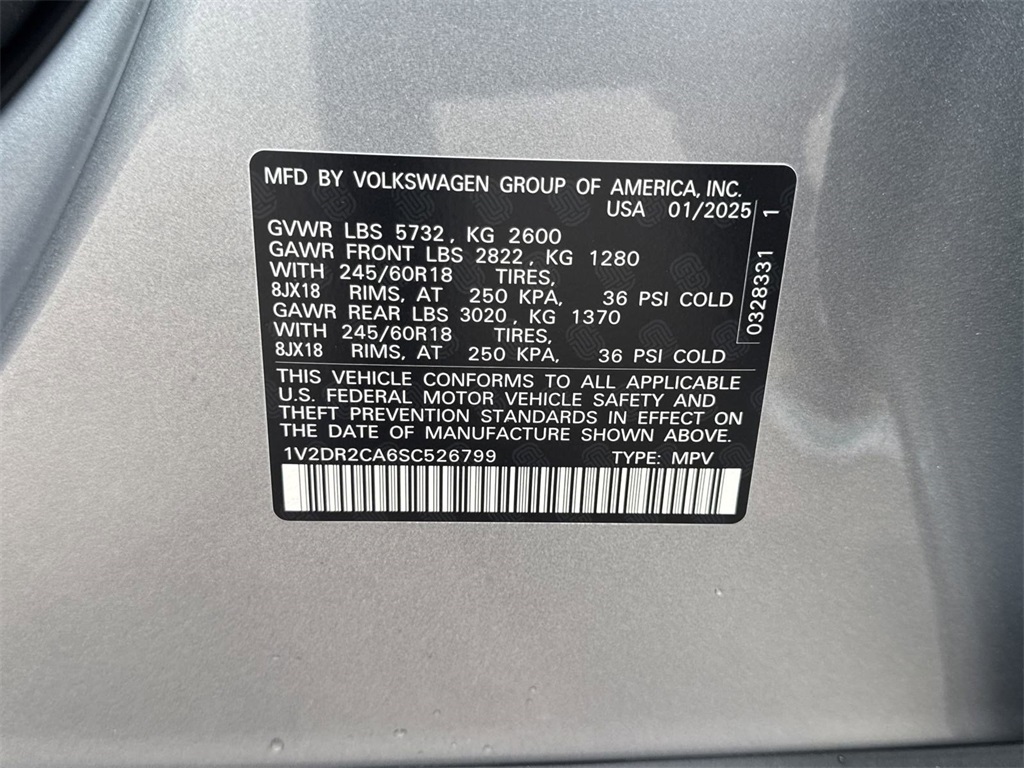 MFD BY VOLKSWAGEN GROUP OF AMERICA, INC.
USA 01/2025
GVWR LBS 5732, KG 2600
GAWR FRONT LBS 2822, KG 1280
WITH 245/60R18 TIRES,
8JX18 RIMS, AT 250 KPA, 36 PSI COLD
GAWR REAR LBS 3020, KG 1370
WITH 245/60R18 TIRES,
8JX18 RIMS, AT 250 KPA, 36 PSI COLD
0328331 1
THIS VEHICLE CONFORMS TO ALL APPLICABLE
U.S. FEDERAL MOTOR VEHICLE SAFETY AND
THEFT PREVENTION STANDARDS IN EFFECT ON
THE DATE OF MANUFACTURE SHOWN ABOVE.
1V2DR2CA6SC526799 TYPE: MPV